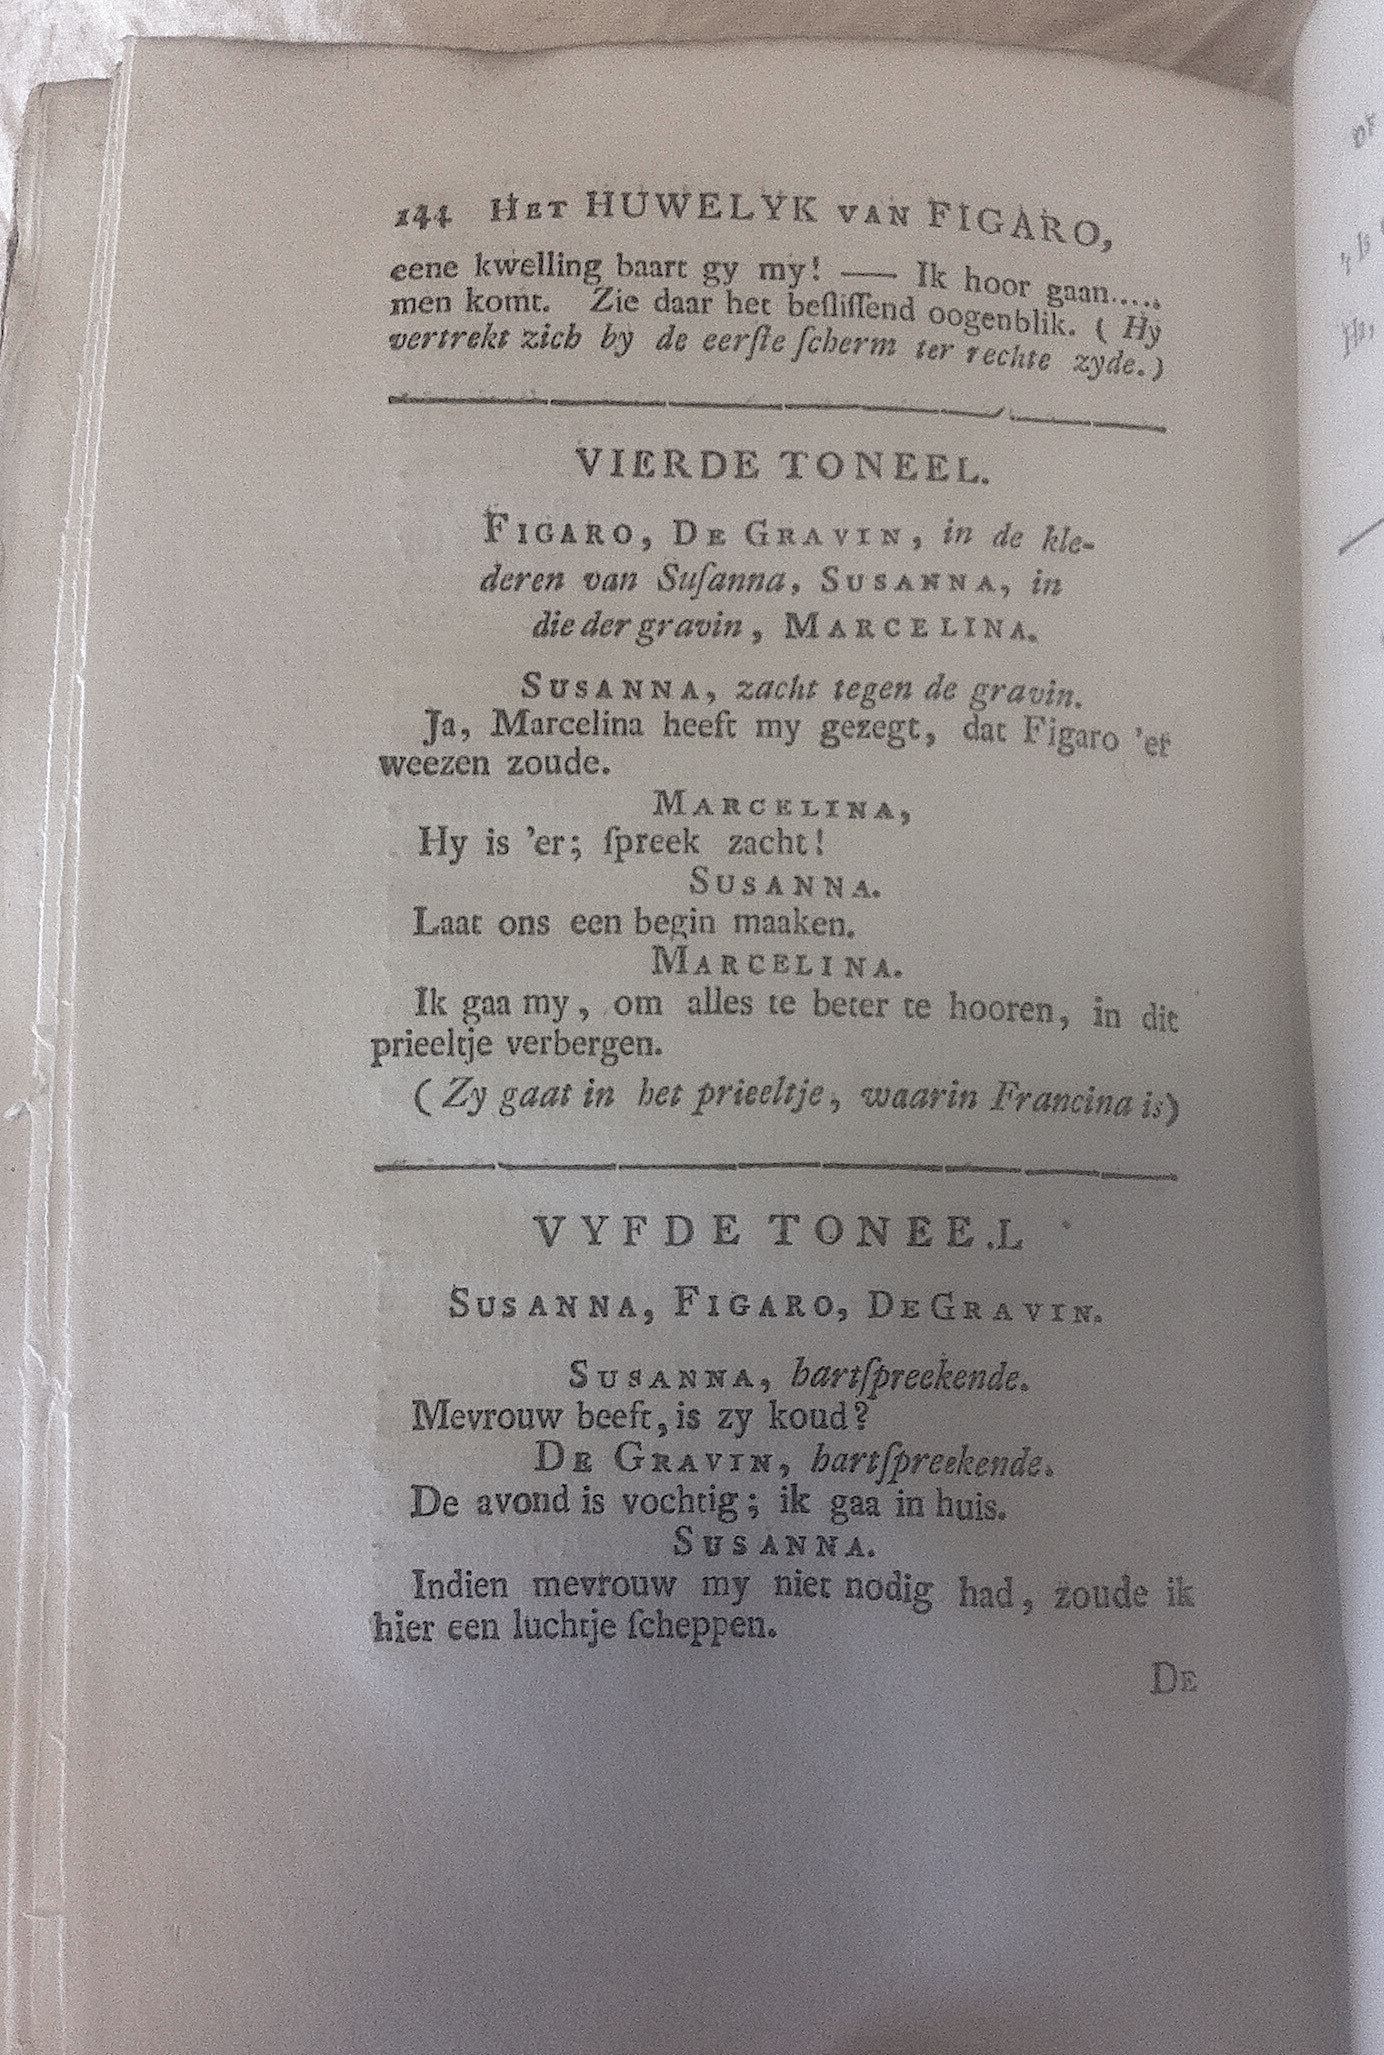 144 HET HUWELYK VAN FIGARO,
eene kwelling baart gy my! —— Ik hoor gaan.....
men komt. Zie daar het beſliſſend oogenblik. ( Hy
vertrekt zich by de eerſte ſcherm ter rechte zyde.)
VIERDE TONEEL.
FIGARO, DE GRAVIN, in de kle-
deren van Suſanna, SUSANNA, in
die der gravin, MARCELINA.
SUSANNA, zacht tegen de gravin.
Ja, Marcelina heeft my gezegt, dat Figaro 'er
weezen zoude.
MARCELINA,
Hy is 'er; ſpreek zacht!
SUSANNA.
Laat ons een begin maaken.
MARCELINA.
Ik gaa my, om alles te beter te hooren, in dit
prieeltje verbergen.
( Zy gaat in het prieeltje, waarin Francina is)
VYFDE TONEE.L
SUSANNA, FIGARO, DE GRAVIN.
SUSANNA, hartſpreekende.
Mevrouw beeft, is zy koud?
DE GRAVIN, hartſpreekende.
De avond is vochtig; ik gaa in huis.
SUSANNA.
Indien mevrouw my niet nodig had, zoude ik
hier een luchtje ſcheppen.
DE